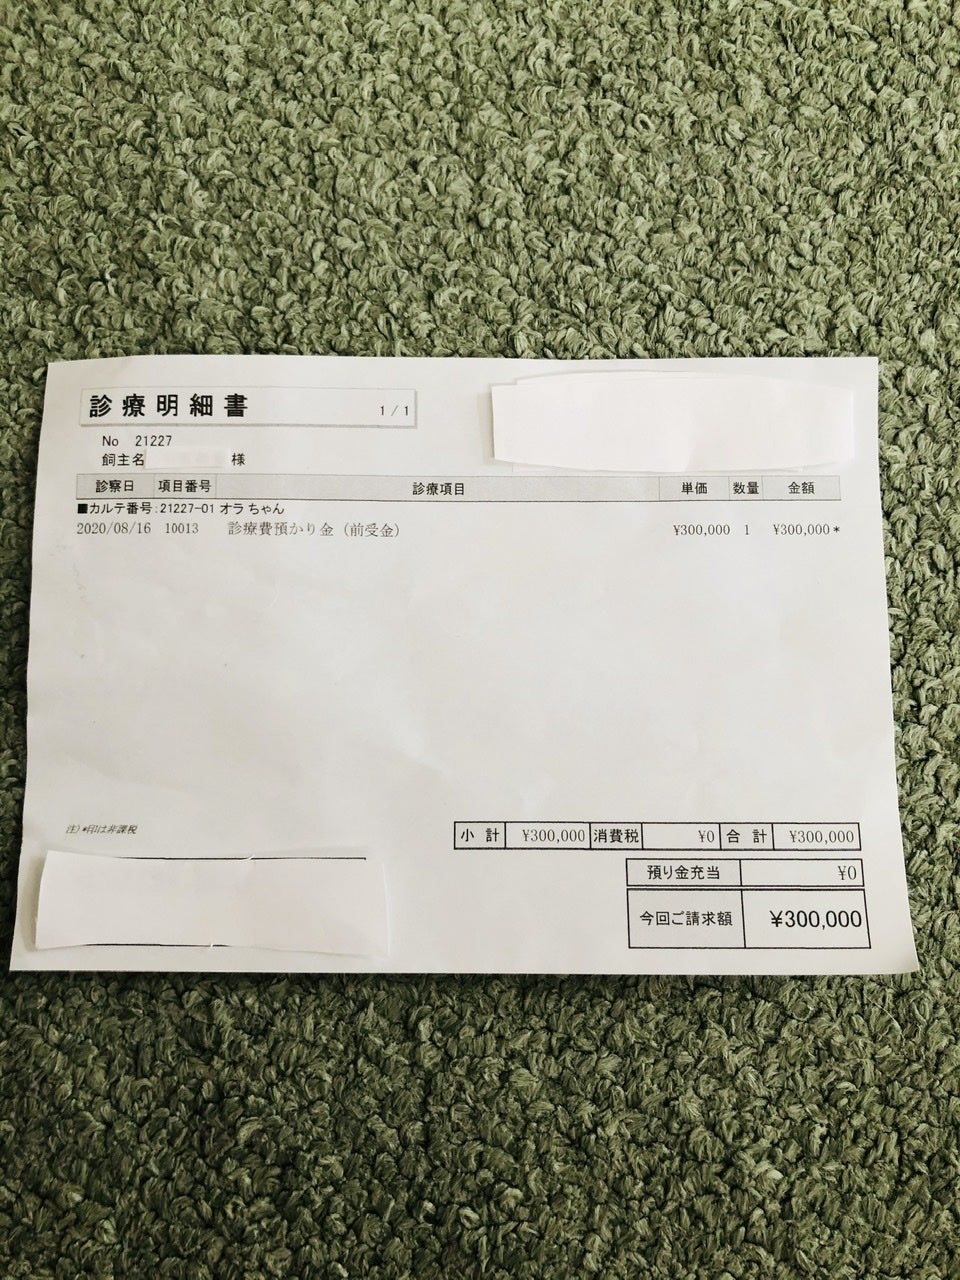 診療明細書 1 / 1
No 21227
飼主名 様
診察日 項目番号 診療項目 単価 数量 金額
■カルテ番号:21227-01 オラちゃん
2020/08/16 10013 診療費預かり金（前受金） ¥300,000 1 ¥300,000*
注)*印は非課税
小計 ¥300,000 消費税 ¥0 合計 ¥300,000
預り金充当 ¥0
今回ご請求額 ¥300,000